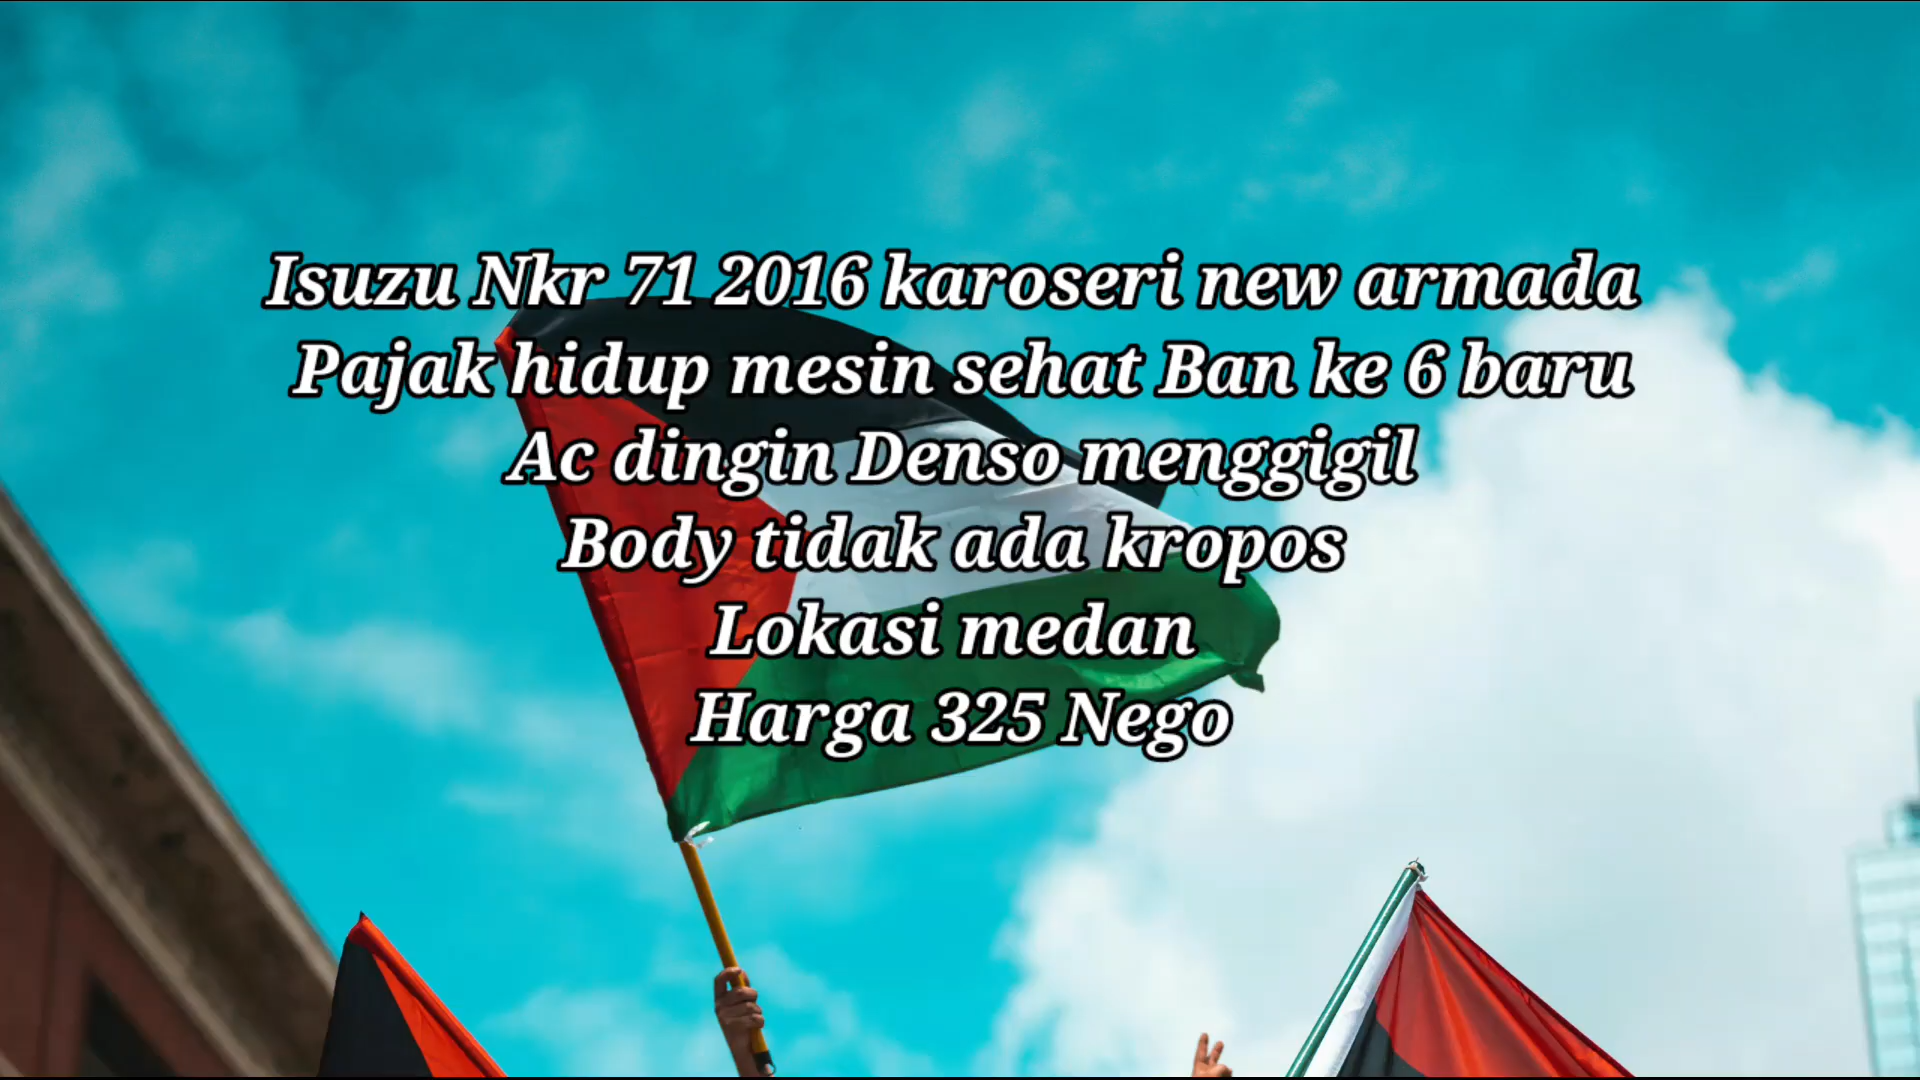 Isuzu Nkr 71 2016 karoseri new armada
Pajak hidup mesin sehat Ban ke 6 baru
Ac dingin Denso menggigil
Body tidak ada kropos
Lokasi medan
Harga 325 Nego